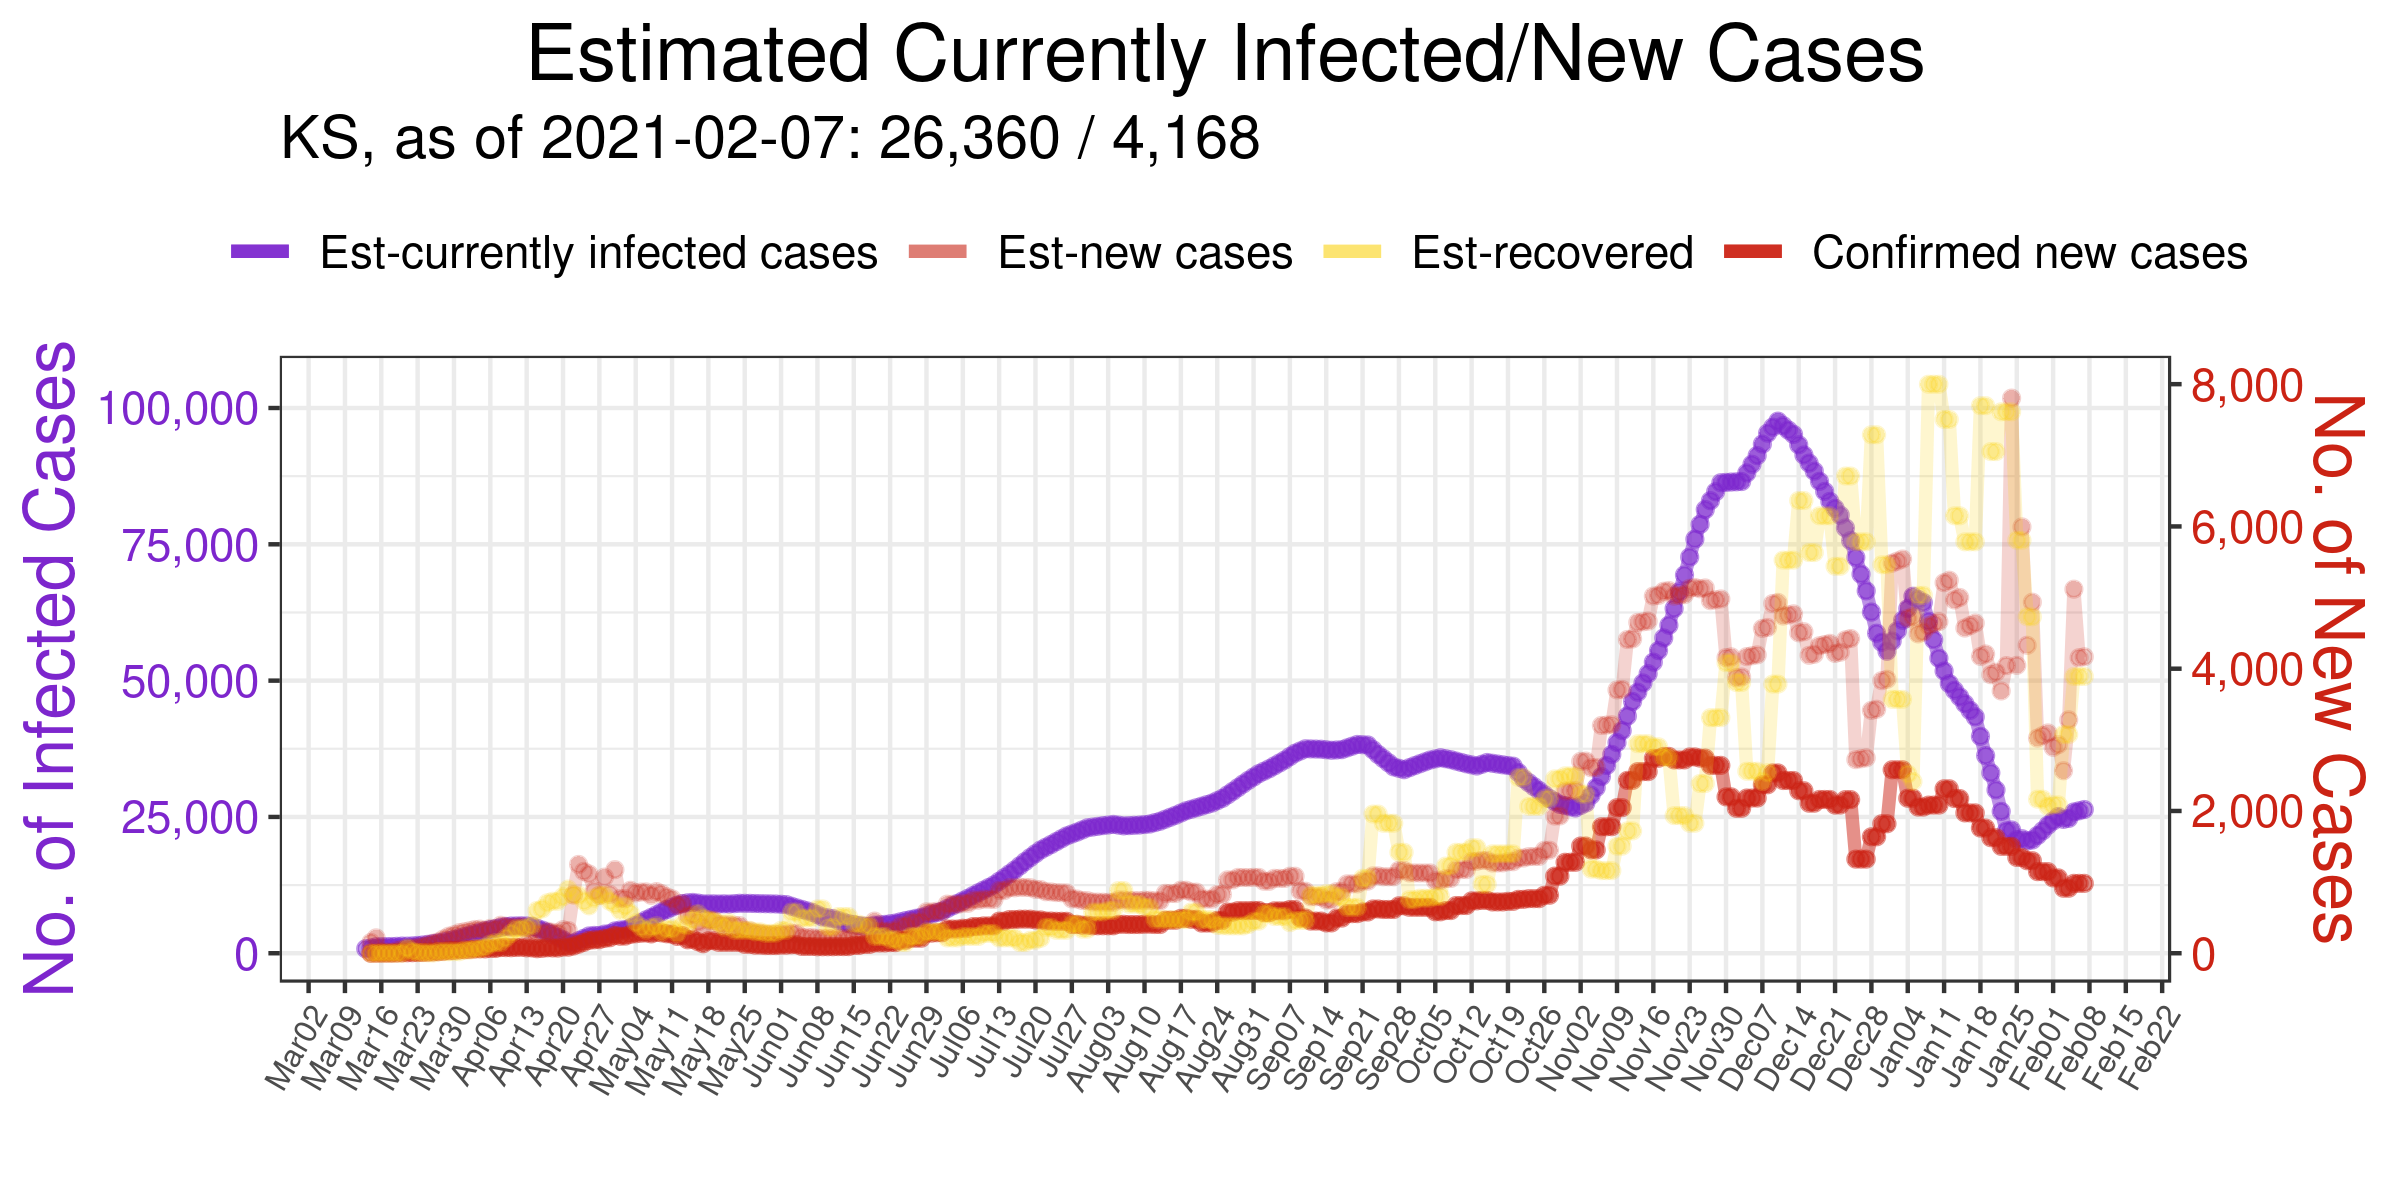 Estimated Currently Infected/New Cases
KS, as of 2021-02-07: 26,360 / 4,168
Est-currently infected cases
Est-new cases
Est-recovered
Confirmed new cases
No. of Infected Cases
100,000
75,000
50,000
25,000
0
8,000
6,000
4,000
2,000
0
No. of New Cases
Mar02
Mar09
Mar16
Mar23
Mar30
Apr06
Apr13
Apr20
Apr27
May04
May11
May18
May25
Jun01
Jun08
Jun15
Jun22
Jun29
Jul06
Jul13
Jul20
Jul27
Aug03
Aug10
Aug17
Aug24
Aug31
Sep07
Sep14
Sep21
Sep28
Oct05
Oct12
Oct19
Oct26
Nov02
Nov09
Nov16
Nov23
Nov30
Dec07
Dec14
Dec21
Dec28
Jan04
Jan11
Jan18
Jan25
Feb01
Feb08
Feb15
Feb22